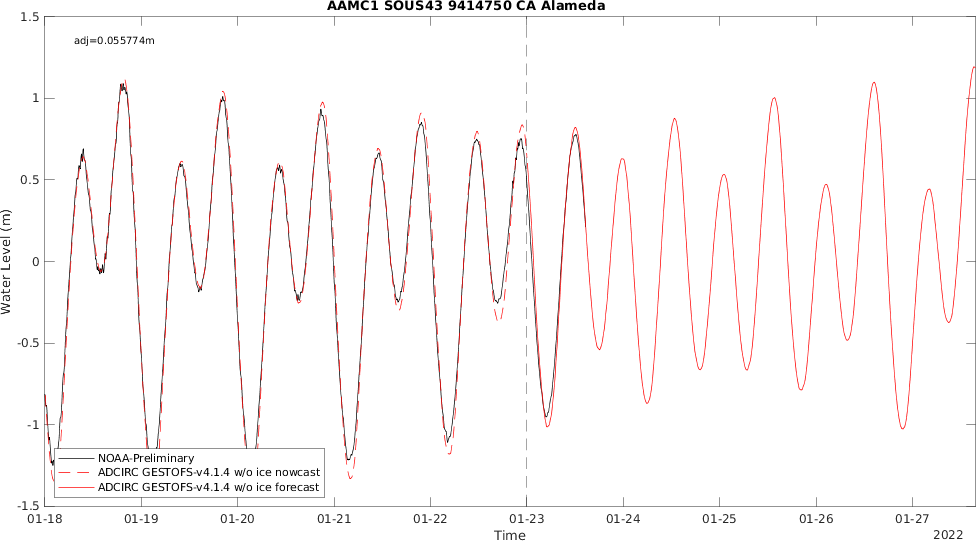 AAMC1 SOUS43 9414750 CA Alameda
adj=0.055774m
1.5
1
0.5
0
-0.5
-1
-1.5
Water Level (m)
NOAA-Preliminary
ADCIRC GESTOFS-v4.1.4 w/o ice nowcast
ADCIRC GESTOFS-v4.1.4 w/o ice forecast
01-18 01-19 01-20 01-21 01-22 01-23 01-24 01-25 01-26 01-27
Time
2022